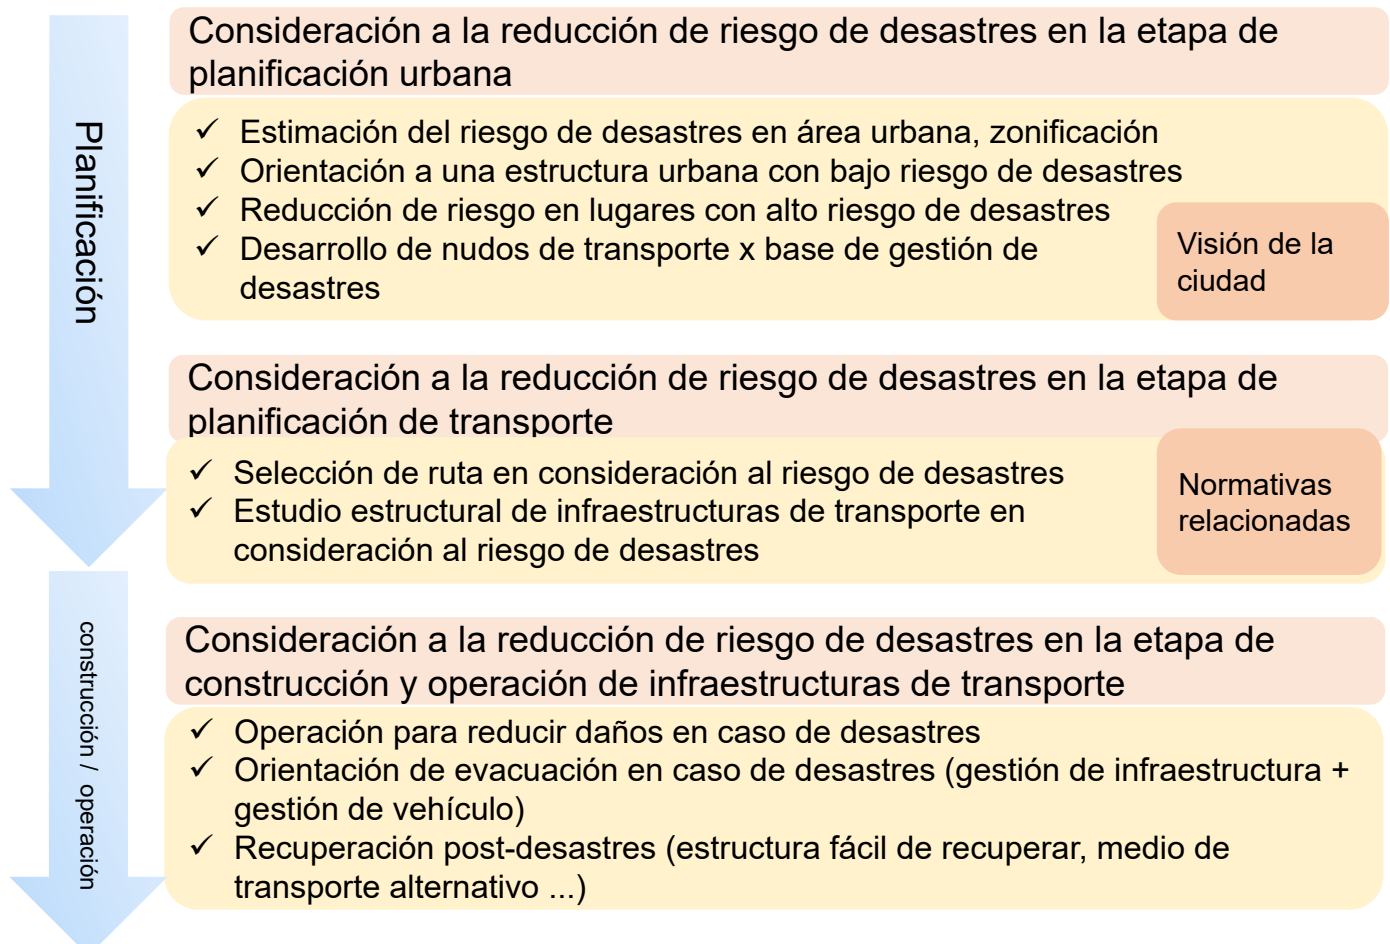 Planificación
Consideración a la reducción de riesgo de desastres en la etapa de
planificación urbana
✓ Estimación del riesgo de desastres en área urbana, zonificación
✓ Orientación a una estructura urbana con bajo riesgo de desastres
✓ Reducción de riesgo en lugares con alto riesgo de desastres
✓ Desarrollo de nudos de transporte x base de gestión de
desastres
Visión de la
ciudad
Consideración a la reducción de riesgo de desastres en la etapa de
planificación de transporte
✓ Selección de ruta en consideración al riesgo de desastres
✓ Estudio estructural de infraestructuras de transporte en
consideración al riesgo de desastres
Normativas
relacionadas
construcción / operación
Consideración a la reducción de riesgo de desastres en la etapa de
construcción y operación de infraestructuras de transporte
✓ Operación para reducir daños en caso de desastres
✓ Orientación de evacuación en caso de desastres (gestión de infraestructura +
gestión de vehículo)
✓ Recuperación post-desastres (estructura fácil de recuperar, medio de
transporte alternativo ...)